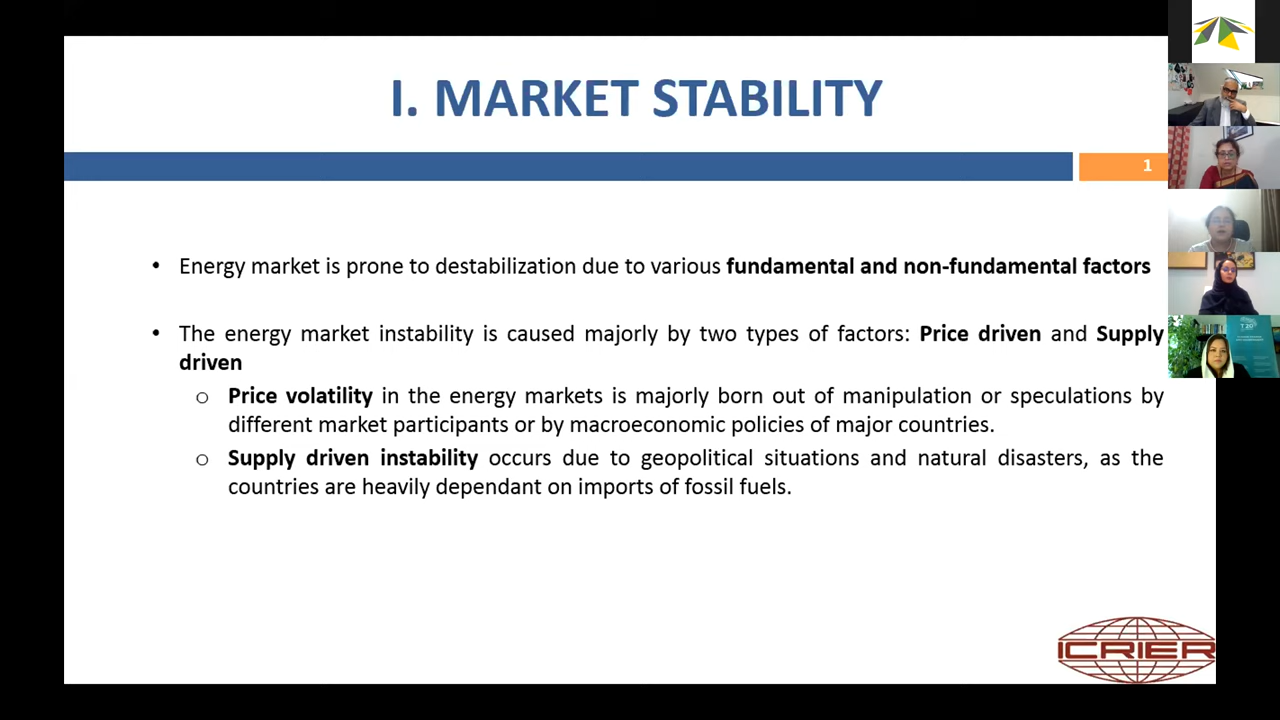 I. MARKET STABILITY
1
• Energy market is prone to destabilization due to various fundamental and non-fundamental factors
• The energy market instability is caused majorly by two types of factors: Price driven and Supply
driven
o Price volatility in the energy markets is majorly born out of manipulation or speculations by
different market participants or by macroeconomic policies of major countries.
o Supply driven instability occurs due to geopolitical situations and natural disasters, as the
countries are heavily dependant on imports of fossil fuels.
ICRIER
T20